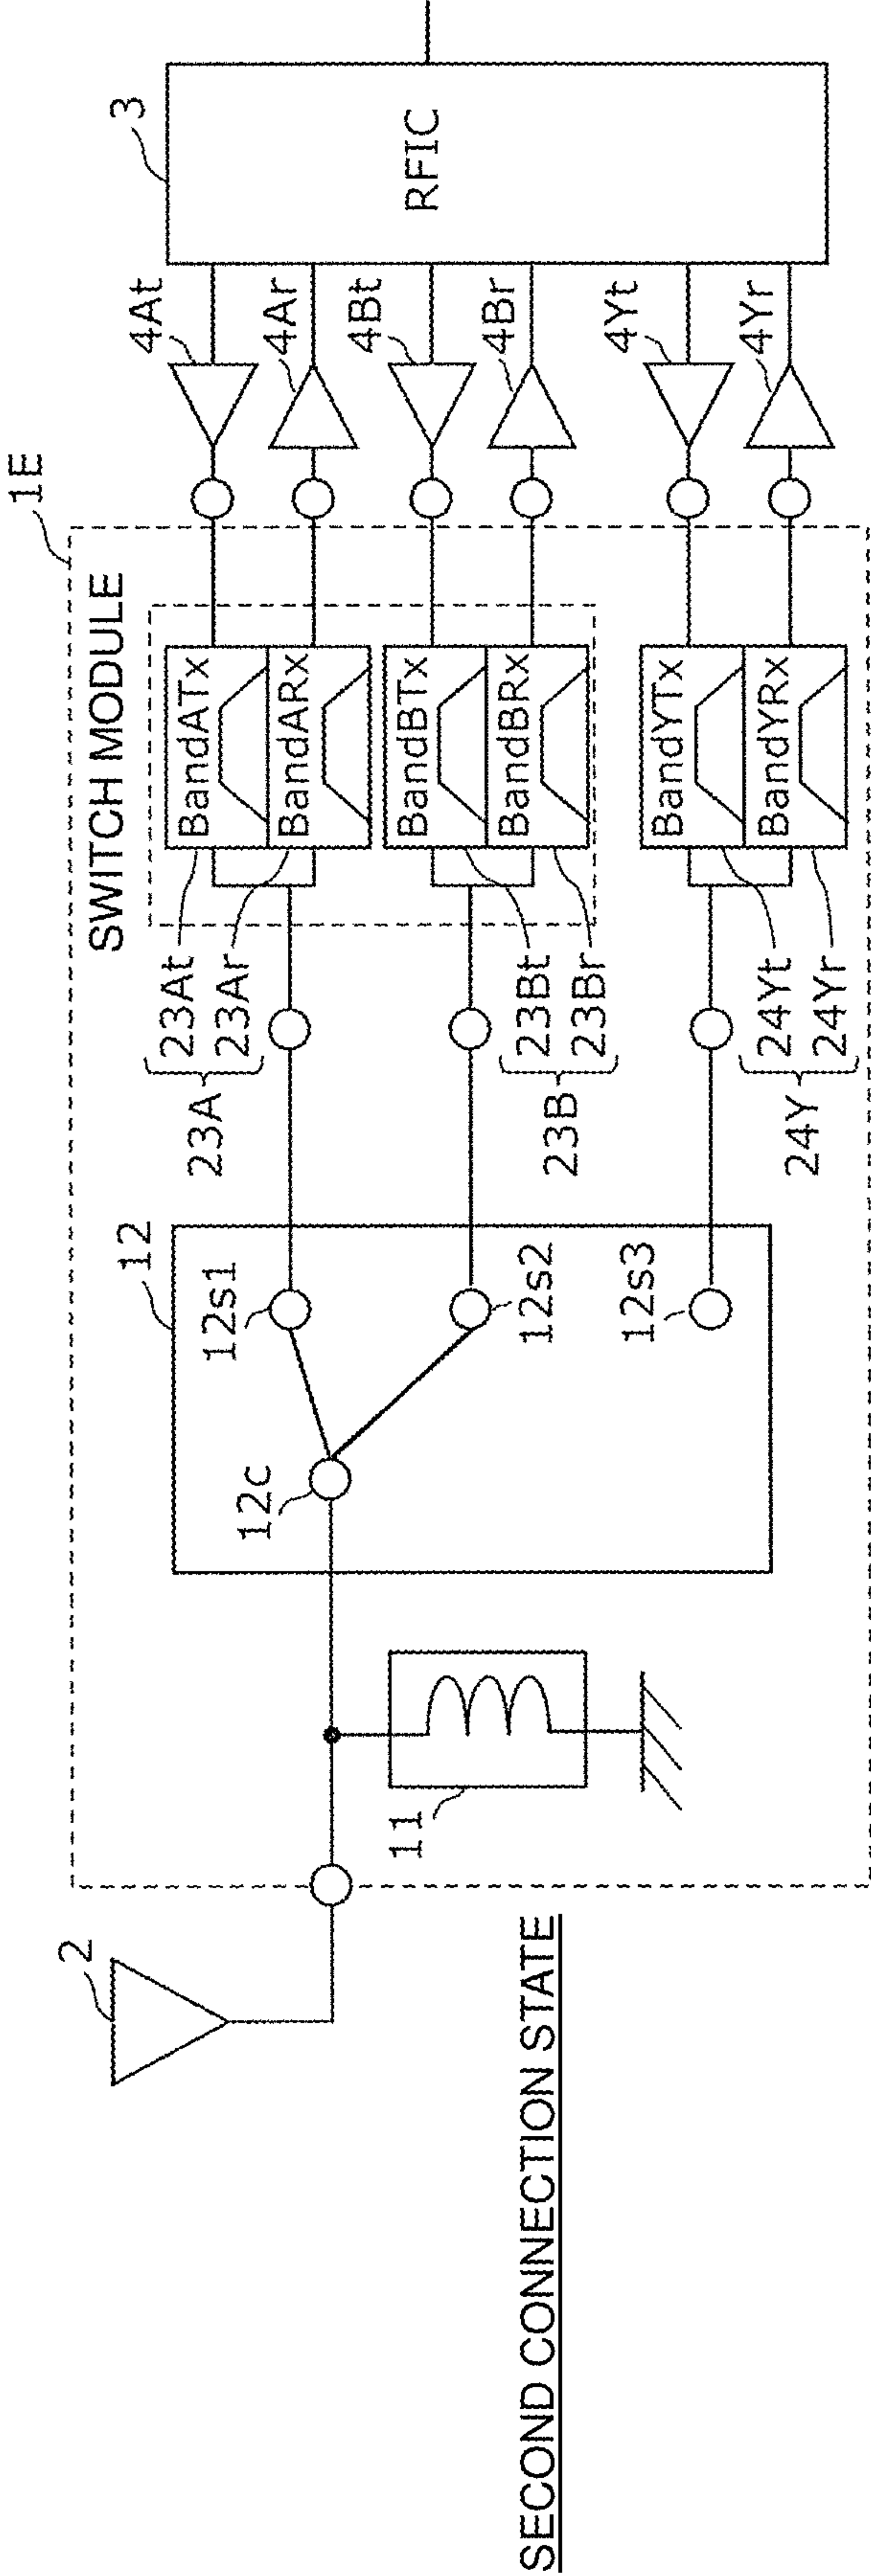 1E
SWITCH MODULE
2
11
12
12c
12s1
12s2
12s3
23A
23At
23Ar
23B
23Bt
23Br
24Y
24Yt
24Yr
BandATx
BandARx
BandBTx
BandBRx
BandYTx
BandYRx
4At
4Ar
4Bt
4Br
4Yt
4Yr
3
RFIC
SECOND CONNECTION STATE